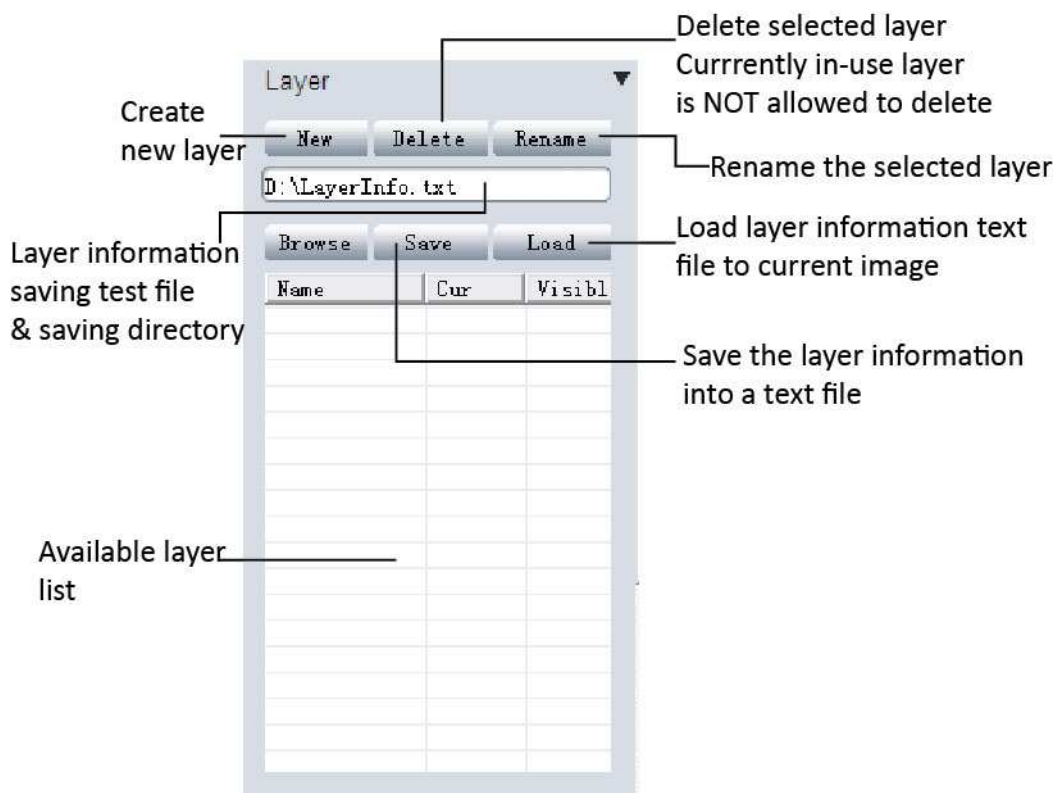 Delete selected layer
Currrently in-use layer
is NOT allowed to delete
Layer
Create
new layer
New
Delete
Rename
Rename the selected layer
D:\LayerInfo.txt
Layer information
saving test file
& saving directory
Browse
Save
Load
Load layer information text
file to current image
Name
Cur
Visibl
Save the layer information
into a text file
Available layer
list